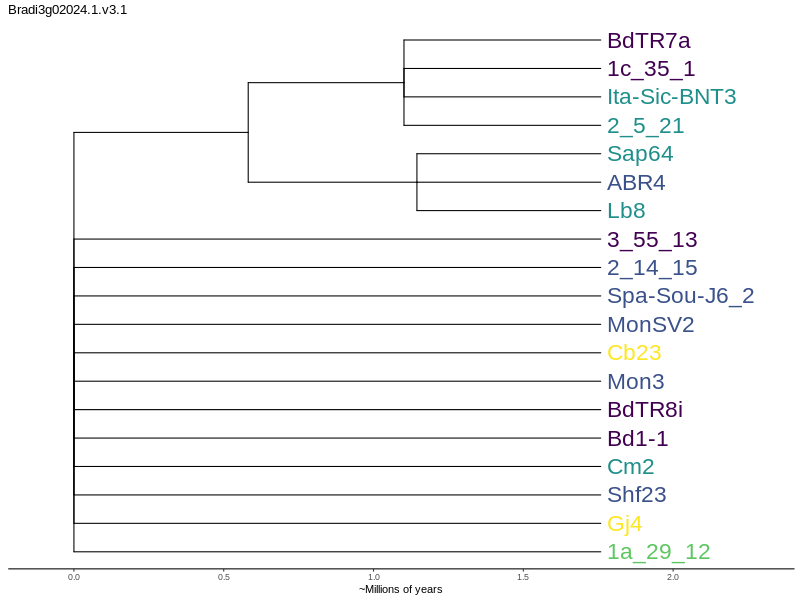 Bradi3g02024.1.v3.1
BdTR7a
1c_35_1
Ita-Sic-BNT3
2_5_21
Sap64
ABR4
Lb8
3_55_13
2_14_15
Spa-Sou-J6_2
MonSV2
Cb23
Mon3
BdTR8i
Bd1-1
Cm2
Shf23
Gj4
1a_29_12
0.0 0.5 1.0 1.5 2.0
~Millions of years